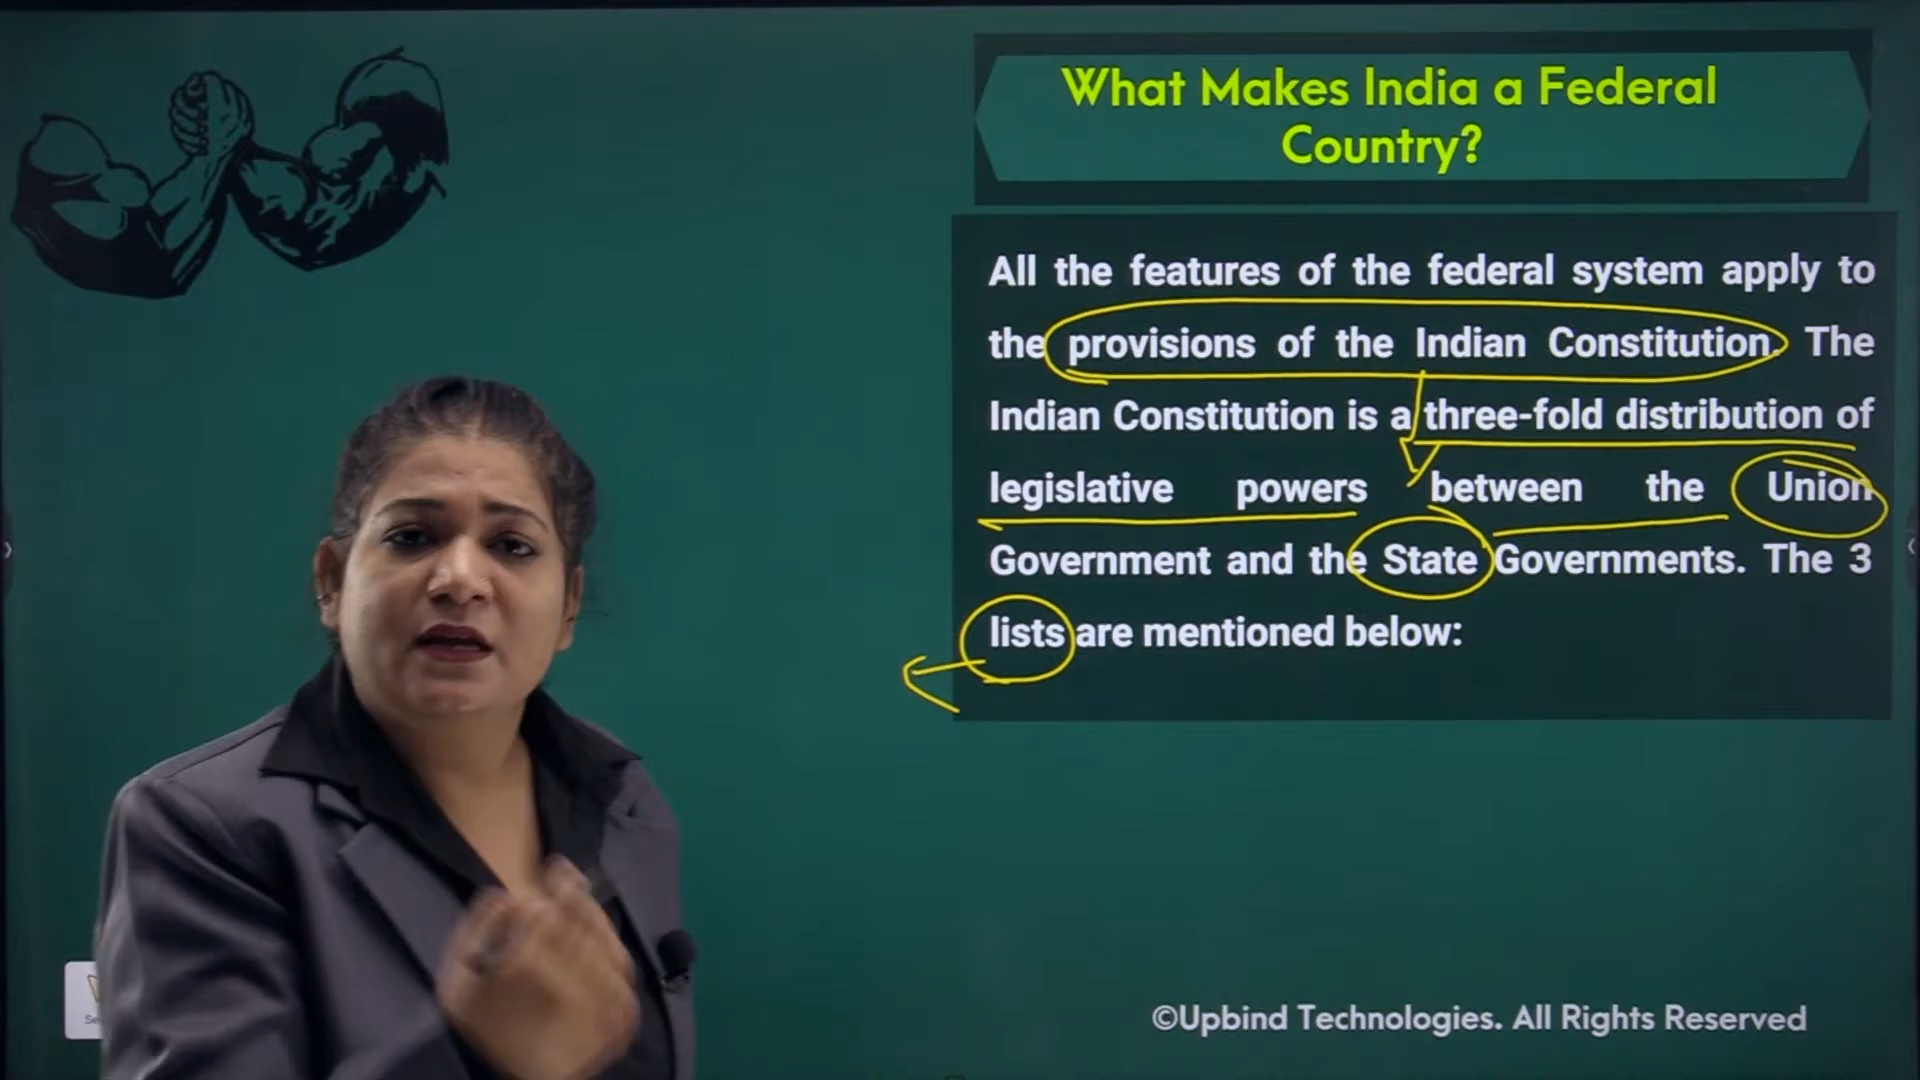 What Makes India a Federal
Country?
All the features of the federal system apply to
the provisions of the Indian Constitution. The
Indian Constitution is a three-fold distribution of
legislative powers between the Union
Government and the State Governments. The 3
lists are mentioned below:
©Upbind Technologies. All Rights Reserved